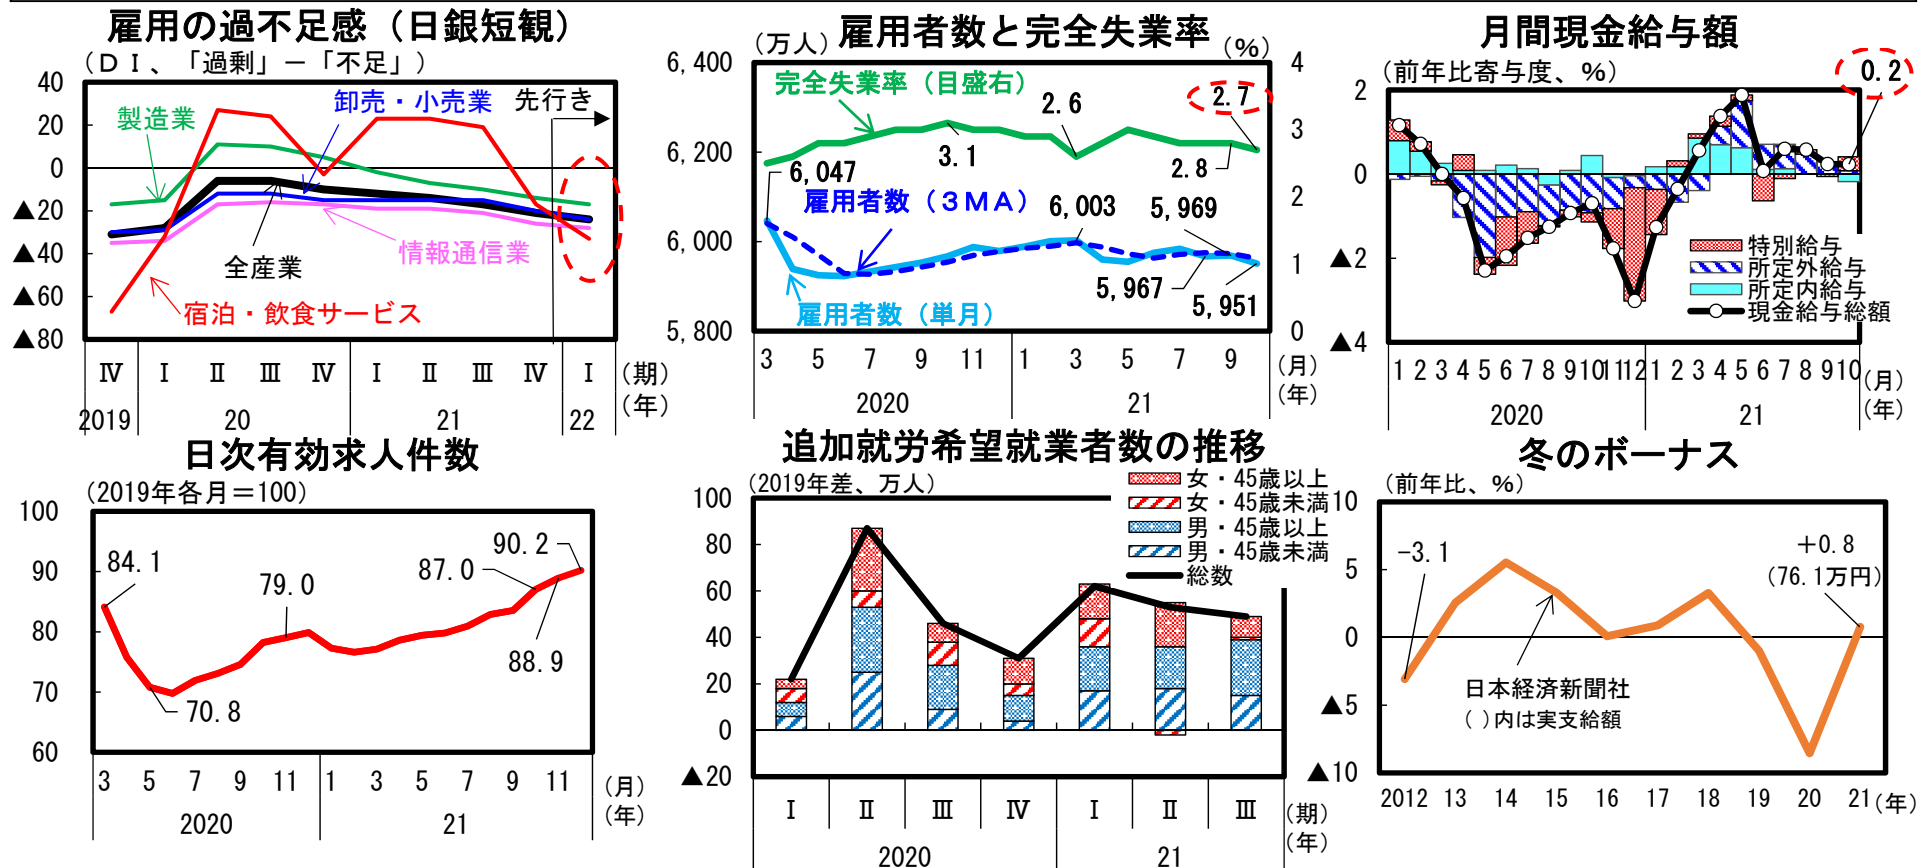 雇用の過不足感（日銀短観）
（ＤＩ、「過剰」－「不足」）
40
20
0
▲20
▲40
▲60
▲80
製造業
卸売・小売業
先行き
全産業
情報通信業
宿泊・飲食サービス
Ⅳ Ⅰ Ⅱ Ⅲ Ⅳ Ⅰ Ⅱ Ⅲ Ⅳ Ⅰ （期）
2019 20 21 22 （年）
雇用者数と完全失業率
（万人）
（％）
6,400
6,200
6,000
5,800
4
3
2
1
0
完全失業率（目盛右）
2.6
2.7
3.1
2.8
6,047
雇用者数（３ＭＡ）
6,003
5,969
5,967
5,951
雇用者数（単月）
3 5 7 9 11 1 3 5 7 9 （月）
2020 21 （年）
月間現金給与額
（前年比寄与度、％）
0.2
2
0
▲2
▲4
特別給与
所定外給与
所定内給与
現金給与総額
1 2 3 4 5 6 7 8 9 10 11 12 1 2 3 4 5 6 7 8 9 10 （月）
2020 21 （年）
日次有効求人件数
（2019年各月＝100）
100
90
80
70
60
84.1
70.8
79.0
87.0
90.2
88.9
3 5 7 9 11 1 3 5 7 9 11 （月）
2020 21 （年）
追加就労希望就業者数の推移
（2019年差、万人）
100
80
60
40
20
0
▲20
女・45歳以上
女・45歳未満
男・45歳以上
男・45歳未満
総数
Ⅰ Ⅱ Ⅲ Ⅳ Ⅰ Ⅱ Ⅲ （期）
2020 21 （年）
冬のボーナス
（前年比、％）
10
5
0
▲5
▲10
−3.1
＋0.8
（76.1万円）
日本経済新聞社
（ ）内は実支給額
2012 13 14 15 16 17 18 19 20 21 （年）